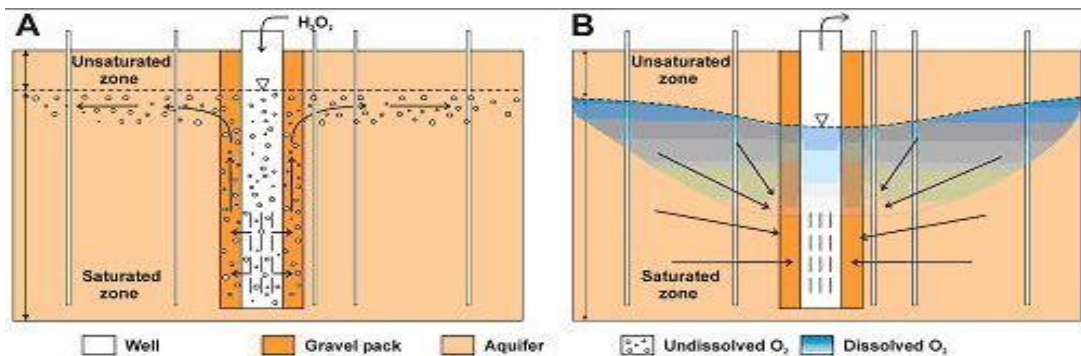 A
H₂O₂
Unsaturated
zone
Saturated
zone
B
Unsaturated
zone
Saturated
zone
Well
Gravel pack
Aquifer
Undissolved O₂
Dissolved O₂